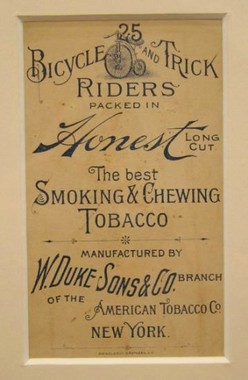 25
BICYCLE AND TRICK
RIDERS
PACKED IN
Honest LONG CUT.
The best
SMOKING & CHEWING
TOBACCO
MANUFACTURED BY
W. DUKE-SONS & CO. BRANCH
OF THE AMERICAN TOBACCO CO.
NEW YORK.